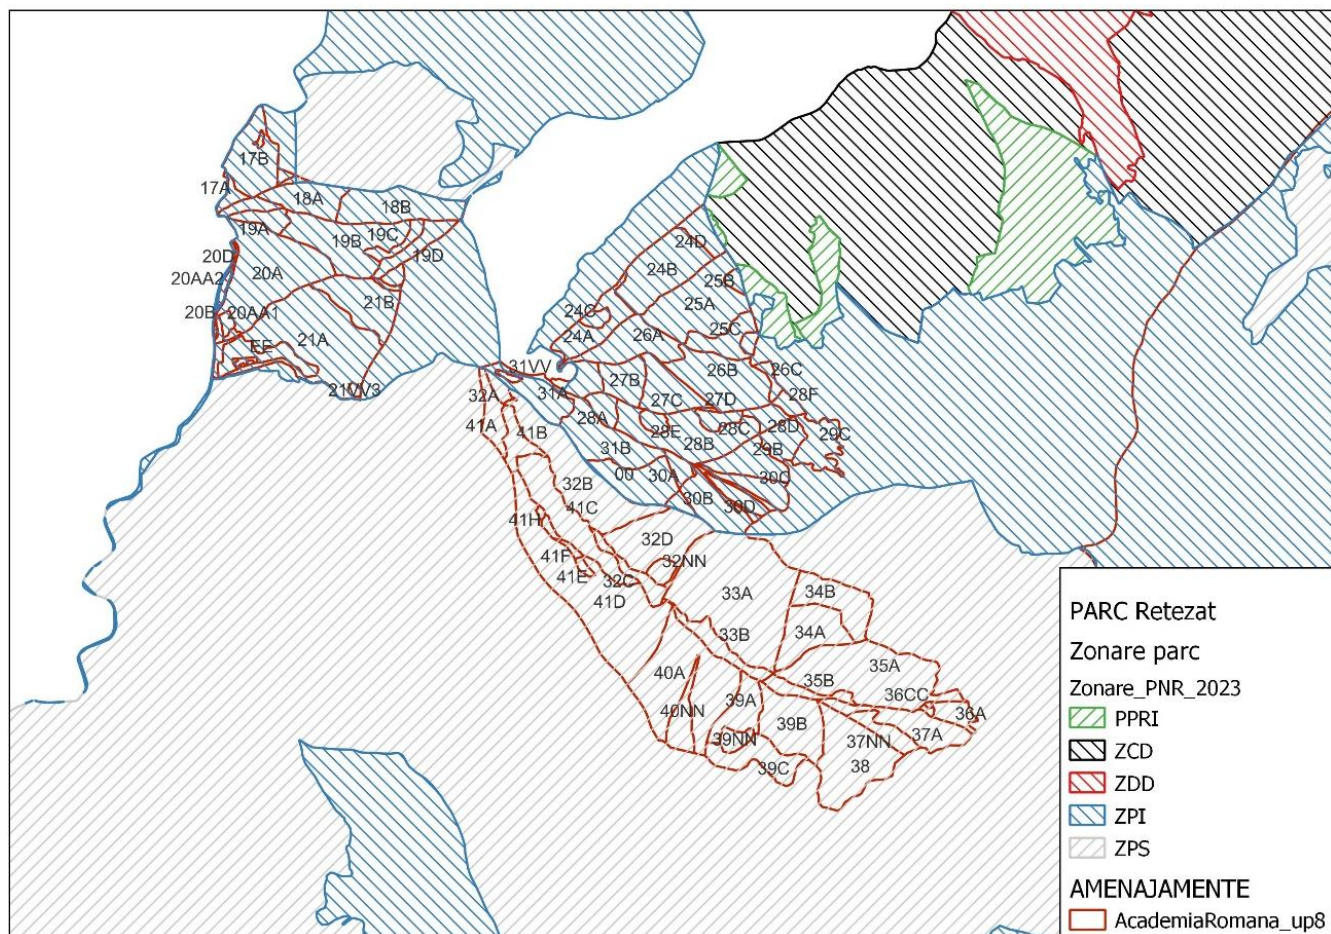 17B
17A
18A
18B
19A
19B
19C
19D
20D
20A
20AA2
20B
20AA1
21B
21A
EE
21VV3
24D
24B
25B
25A
24C
24A
26A
25C
31VV
31A
27B
26B
26C
27C
27D
28F
32A
41A
41B
28A
28E
28C
28D
29C
28B
29B
31B
00
30A
30C
30B
30D
32B
41C
41H
32D
41F
41E
32C
32NN
41D
33A
34B
33B
34A
40A
35A
35B
36CC
36A
39A
40NN
39B
39NN
37NN
37A
39C
38
PARC Retezat
Zonare parc
Zonare_PNR_2023
PPRI
ZCD
ZDD
ZPI
ZPS
AMENAJAMENTE
AcademiaRomana_up8